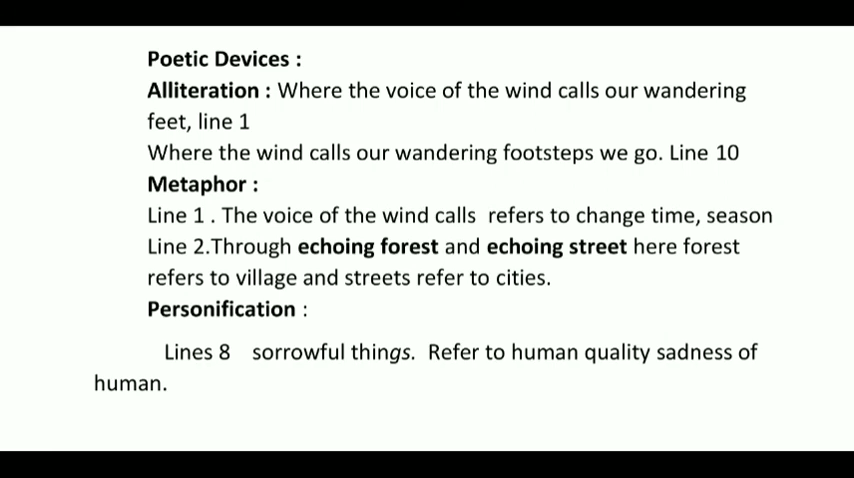 Poetic Devices :
Alliteration : Where the voice of the wind calls our wandering
feet, line 1
Where the wind calls our wandering footsteps we go. Line 10
Metaphor :
Line 1 . The voice of the wind calls  refers to change time, season
Line 2.Through echoing forest and echoing street here forest
refers to village and streets refer to cities.
Personification :
Lines 8   sorrowful things.  Refer to human quality sadness of
human.